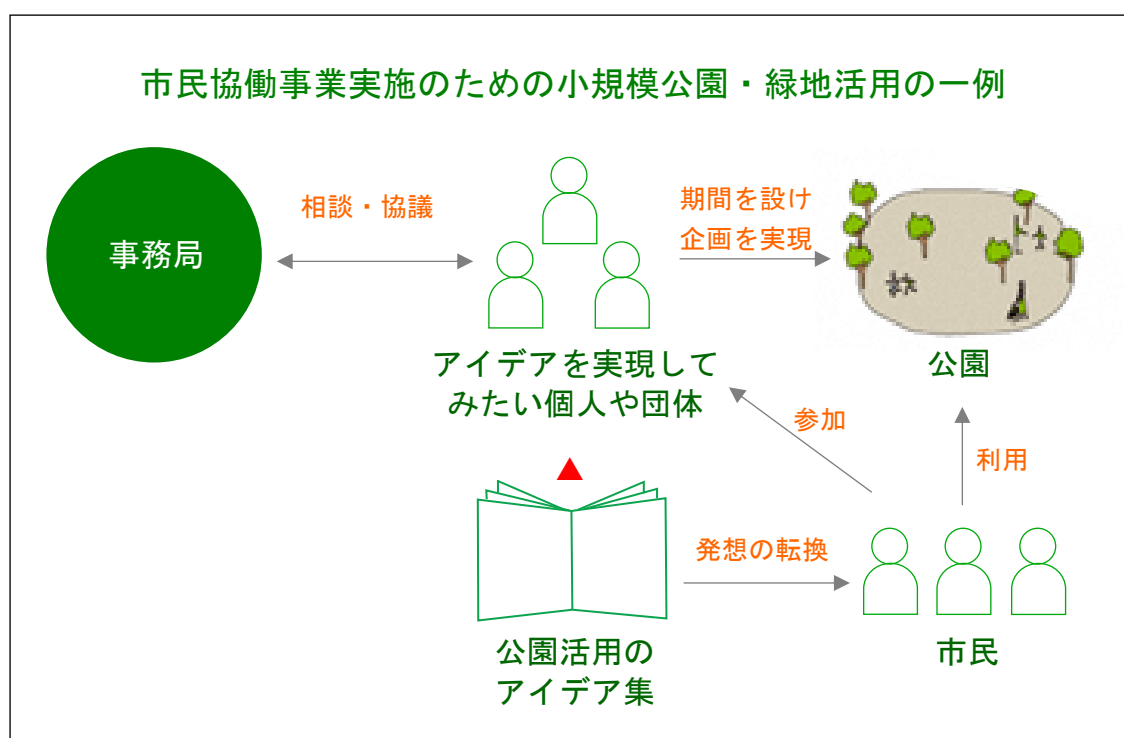 市民協働事業実施のための小規模公園・緑地活用の一例
事務局
相談・協議
期間を設け
企画を実現
アイデアを実現して
みたい個人や団体
公園
参加
利用
発想の転換
公園活用の
アイデア集
市民